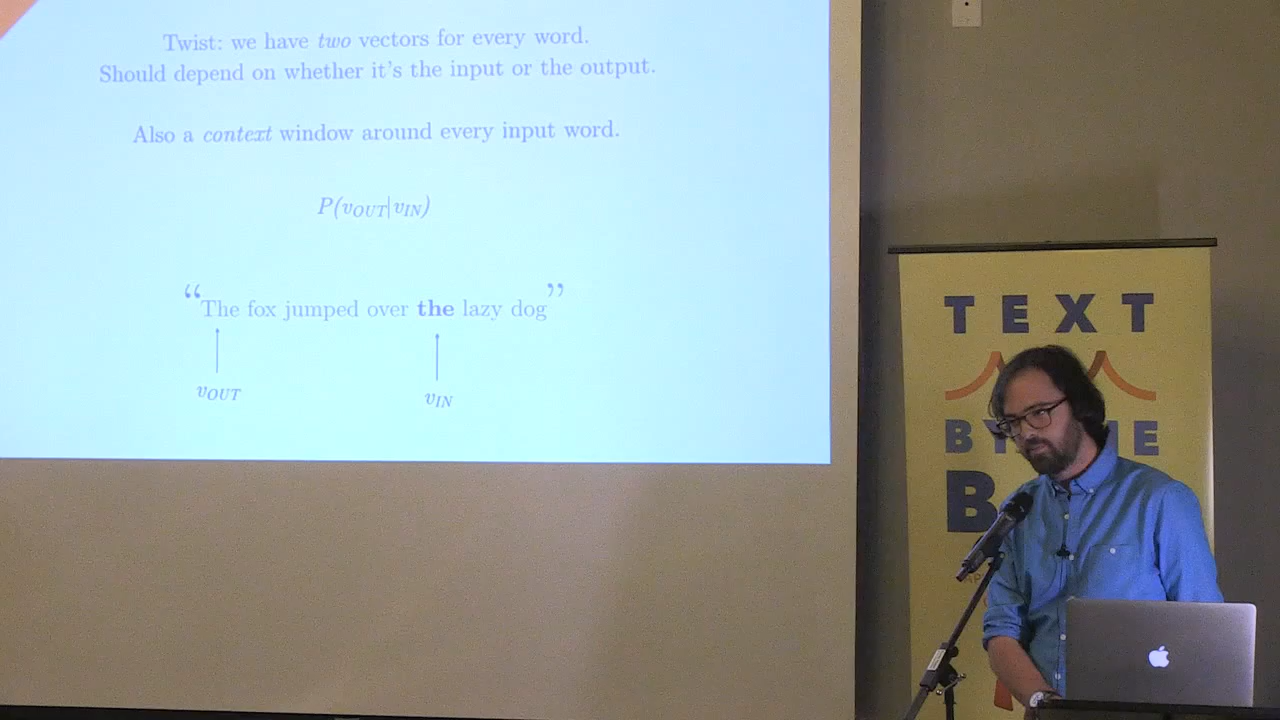 Twist: we have two vectors for every word.
Should depend on whether it's the input or the output.
Also a context window around every input word.
P(vOUT|vIN)
“The fox jumped over the lazy dog”
vOUT
vIN
TEXT
BY
B